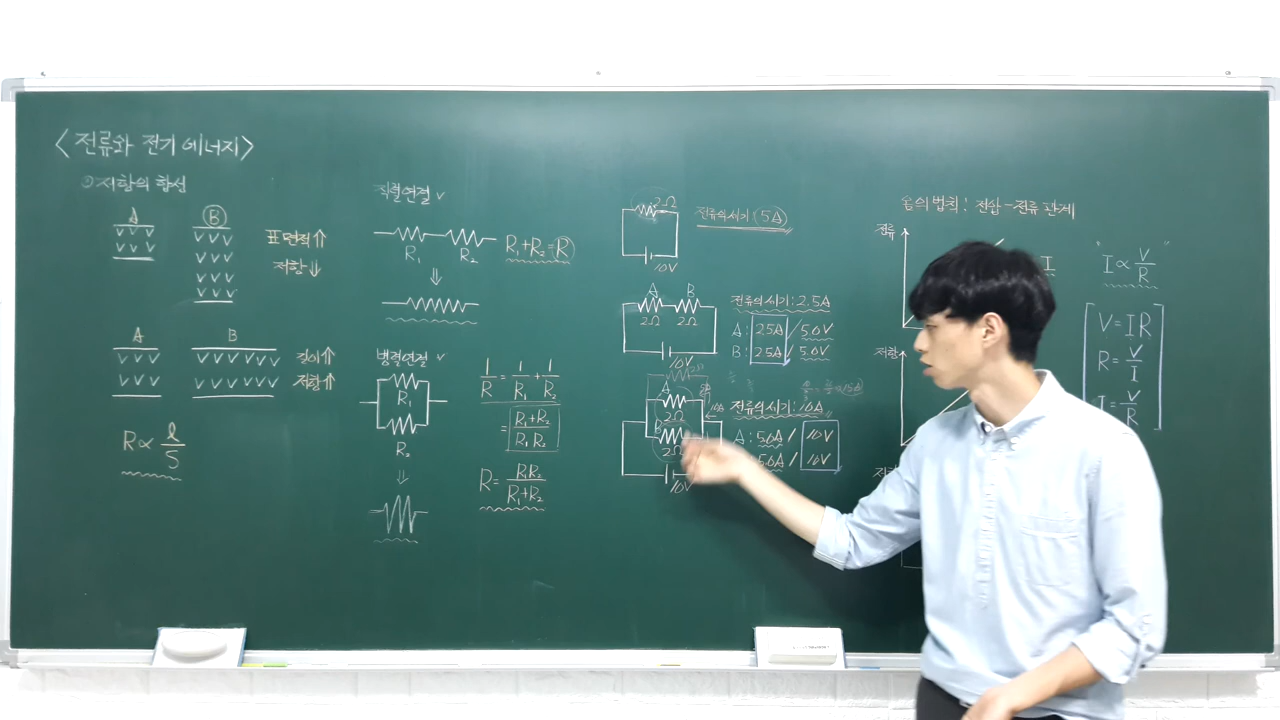 <전류와 전기 에너지>
저항의 합성
A
B
표면적⇑
저항⇓
A
B
길이⇑
저항⇑
R∝ l/S
직렬연결 ✓
R₁ R₂
R₁+R₂=R
⇓
병렬연결 ✓
R₁
R₂
⇓
1/R = 1/R₁ + 1/R₂
= (R₁+R₂)/(R₁R₂)
R = (R₁R₂)/(R₁+R₂)
2Ω
10V
전류의 세기 (5A)
A B
2Ω 2Ω
10V
전류의 세기: 2.5A
A: 2.5A / 5.0V
B: 2.5A / 5.0V
A
2Ω
B
2Ω
10V
전류의 세기: 10A
A: 5.0A / 10V
5.0A / 10V
옴의 법칙: 전압-전류 관계
전류
I
저항
저
"I ∝ V/R"
V=IR
R= V/I
I= V/R